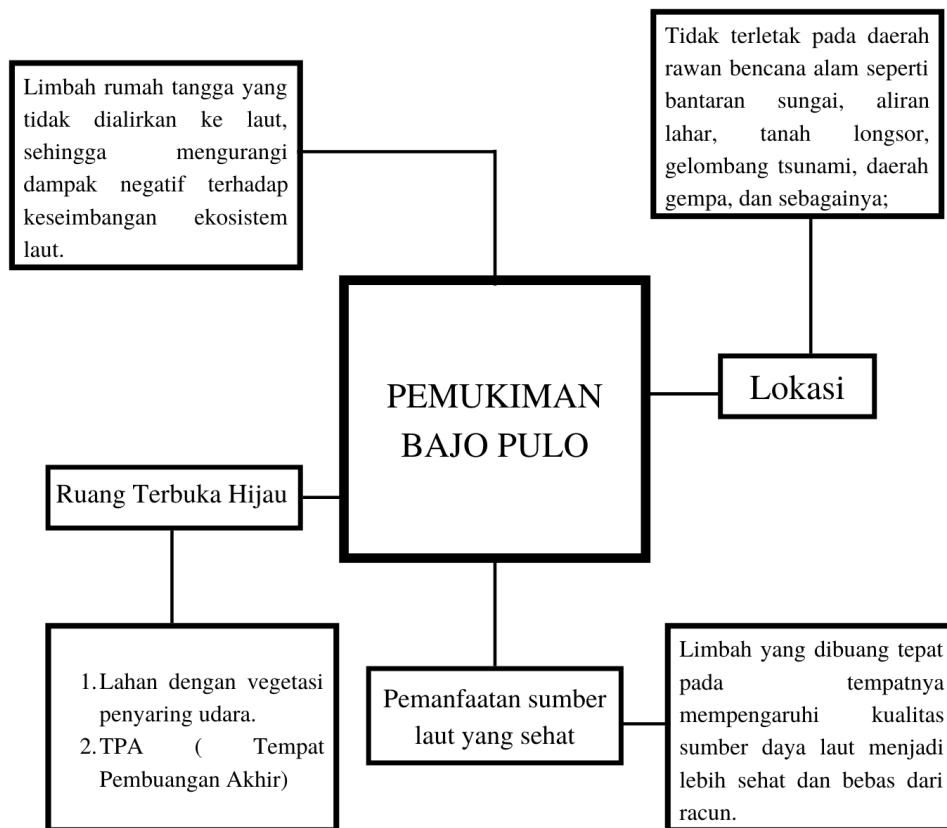 Limbah rumah tangga yang
tidak dialirkan ke laut,
sehingga mengurangi
dampak negatif terhadap
keseimbangan ekosistem
laut.
Tidak terletak pada daerah
rawan bencana alam seperti
bantaran sungai, aliran
lahar, tanah longsor,
gelombang tsunami, daerah
gempa, dan sebagainya;
PEMUKIMAN
BAJO PULO
Lokasi
Ruang Terbuka Hijau
1. Lahan dengan vegetasi
penyaring udara.
2. TPA ( Tempat
Pembuangan Akhir)
Pemanfaatan sumber
laut yang sehat
Limbah yang dibuang tepat
pada tempatnya
mempengaruhi kualitas
sumber daya laut menjadi
lebih sehat dan bebas dari
racun.